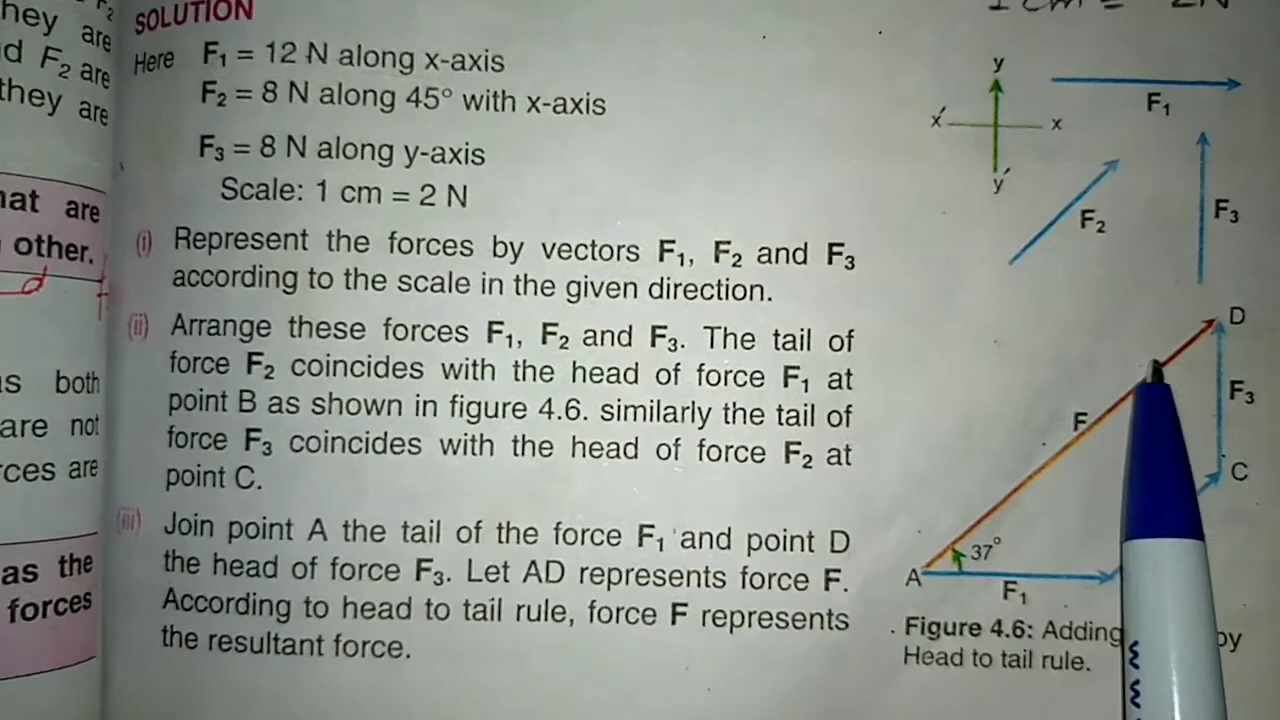 hey are
d F₂ are
they are
hat are
other.
as both
are not
rces are
as the
forces
SOLUTION
Here F₁ = 12 N along x-axis
F₂ = 8 N along 45° with x-axis
F₃ = 8 N along y-axis
Scale: 1 cm = 2 N
(i) Represent the forces by vectors F₁, F₂ and F₃
according to the scale in the given direction.
(ii) Arrange these forces F₁, F₂ and F₃. The tail of
force F₂ coincides with the head of force F₁ at
point B as shown in figure 4.6. similarly the tail of
force F₃ coincides with the head of force F₂ at
point C.
(iii) Join point A the tail of the force F₁ and point D
the head of force F₃. Let AD represents force F.
According to head to tail rule, force F represents
the resultant force.
1 cm = 2N
y
x́ x
ý
F₁
F₂
F₃
D
F₃
F
C
A 37°
F₁
Figure 4.6: Adding by
Head to tail rule.